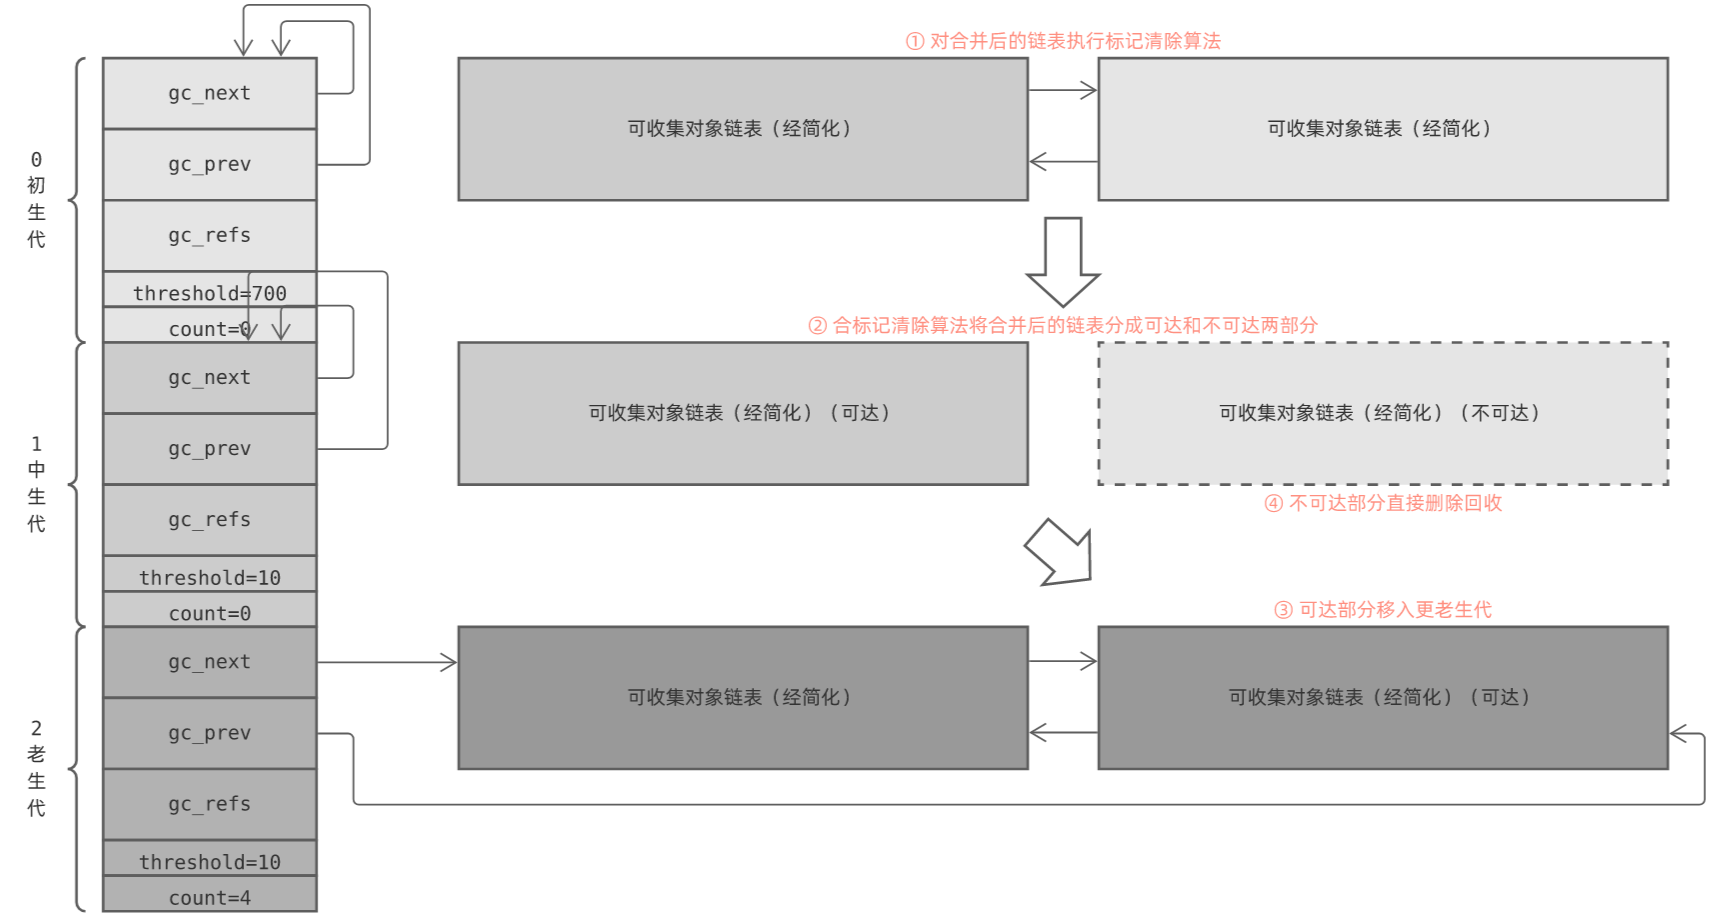 ① 对合并后的链表执行标记清除算法
gc_next
gc_prev
gc_refs
threshold=700
count=0
0
初
生
代
可收集对象链表（经简化）
可收集对象链表（经简化）
② 合标记清除算法将合并后的链表分成可达和不可达两部分
gc_next
gc_prev
gc_refs
threshold=10
count=0
1
中
生
代
可收集对象链表（经简化）（可达）
可收集对象链表（经简化）（不可达）
④ 不可达部分直接删除回收
③ 可达部分移入更老生代
gc_next
gc_prev
gc_refs
threshold=10
count=4
2
老
生
代
可收集对象链表（经简化）
可收集对象链表（经简化）（可达）